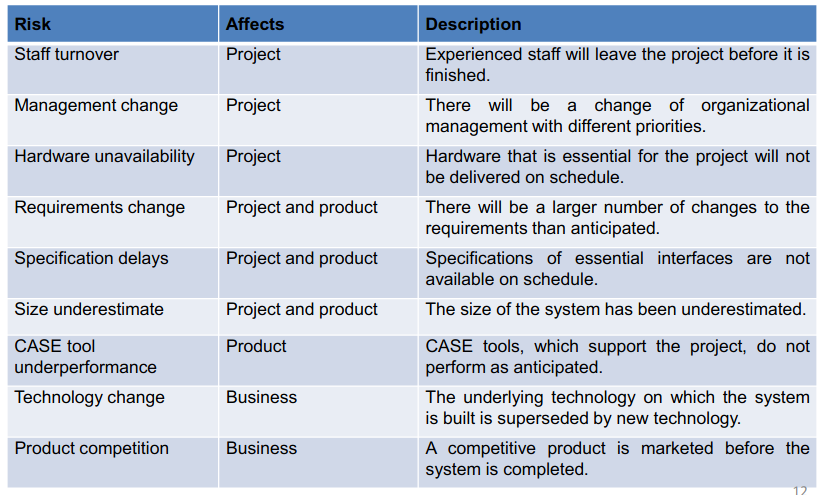 Risk Affects Description
Staff turnover Project Experienced staff will leave the project before it is
finished.
Management change Project There will be a change of organizational
management with different priorities.
Hardware unavailability Project Hardware that is essential for the project will not
be delivered on schedule.
Requirements change Project and product There will be a larger number of changes to the
requirements than anticipated.
Specification delays Project and product Specifications of essential interfaces are not
available on schedule.
Size underestimate Project and product The size of the system has been underestimated.
CASE tool Product CASE tools, which support the project, do not
underperformance perform as anticipated.
Technology change Business The underlying technology on which the system
is built is superseded by new technology.
Product competition Business A competitive product is marketed before the
system is completed.
12